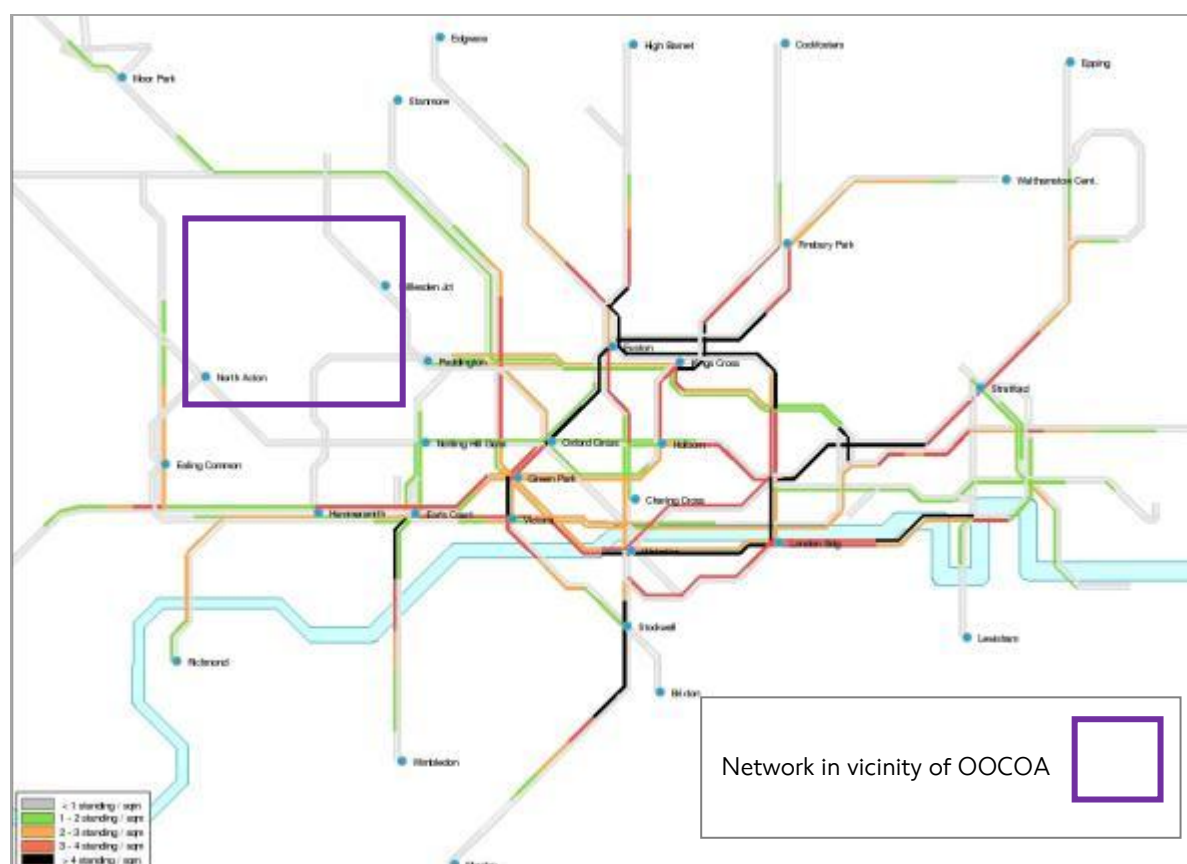 Edgware
High Barnet
Cockfosters
Epping
Moor Park
Stanmore
Walthamstow Cent.
Finsbury Park
Willesden Jct
Euston
Paddington
Kings Cross
North Acton
Stratford
Notting Hill Gate
Oxford Circus
Holborn
Ealing Common
Green Park
Charing Cross
Hammersmith
Earls Court
Victoria
London Bdg
Waterloo
Stockwell
Lewisham
Richmond
Brixton
Wimbledon
Network in vicinity of OOCOA
< 1 standing / sqm
1 - 2 standing / sqm
2 - 3 standing / sqm
3 - 4 standing / sqm
> 4 standing / sqm